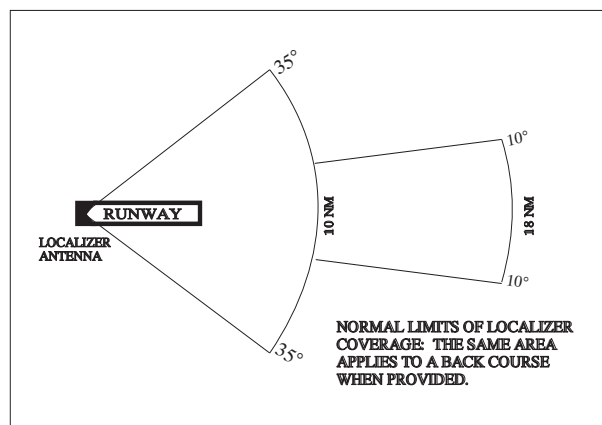 35°
10°
RUNWAY
10 NM
18 NM
LOCALIZER
ANTENNA
10°
35°
NORMAL LIMITS OF LOCALIZER
COVERAGE: THE SAME AREA
APPLIES TO A BACK COURSE
WHEN PROVIDED.